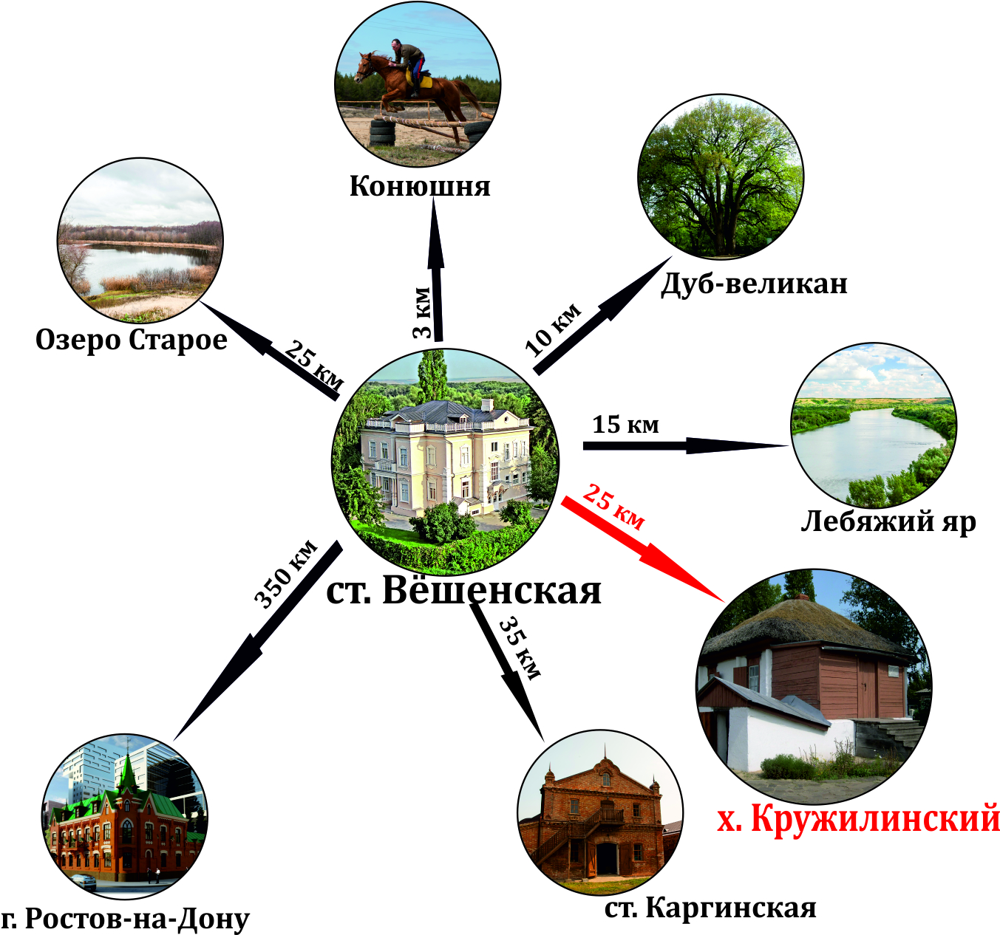 Конюшня
Дуб-великан
Озеро Старое
3 км
10 км
25 км
15 км
Лебяжий яр
25 км
350 км
ст. Вёшенская
35 км
х. Кружилинский
ст. Каргинская
г. Ростов-на-Дону